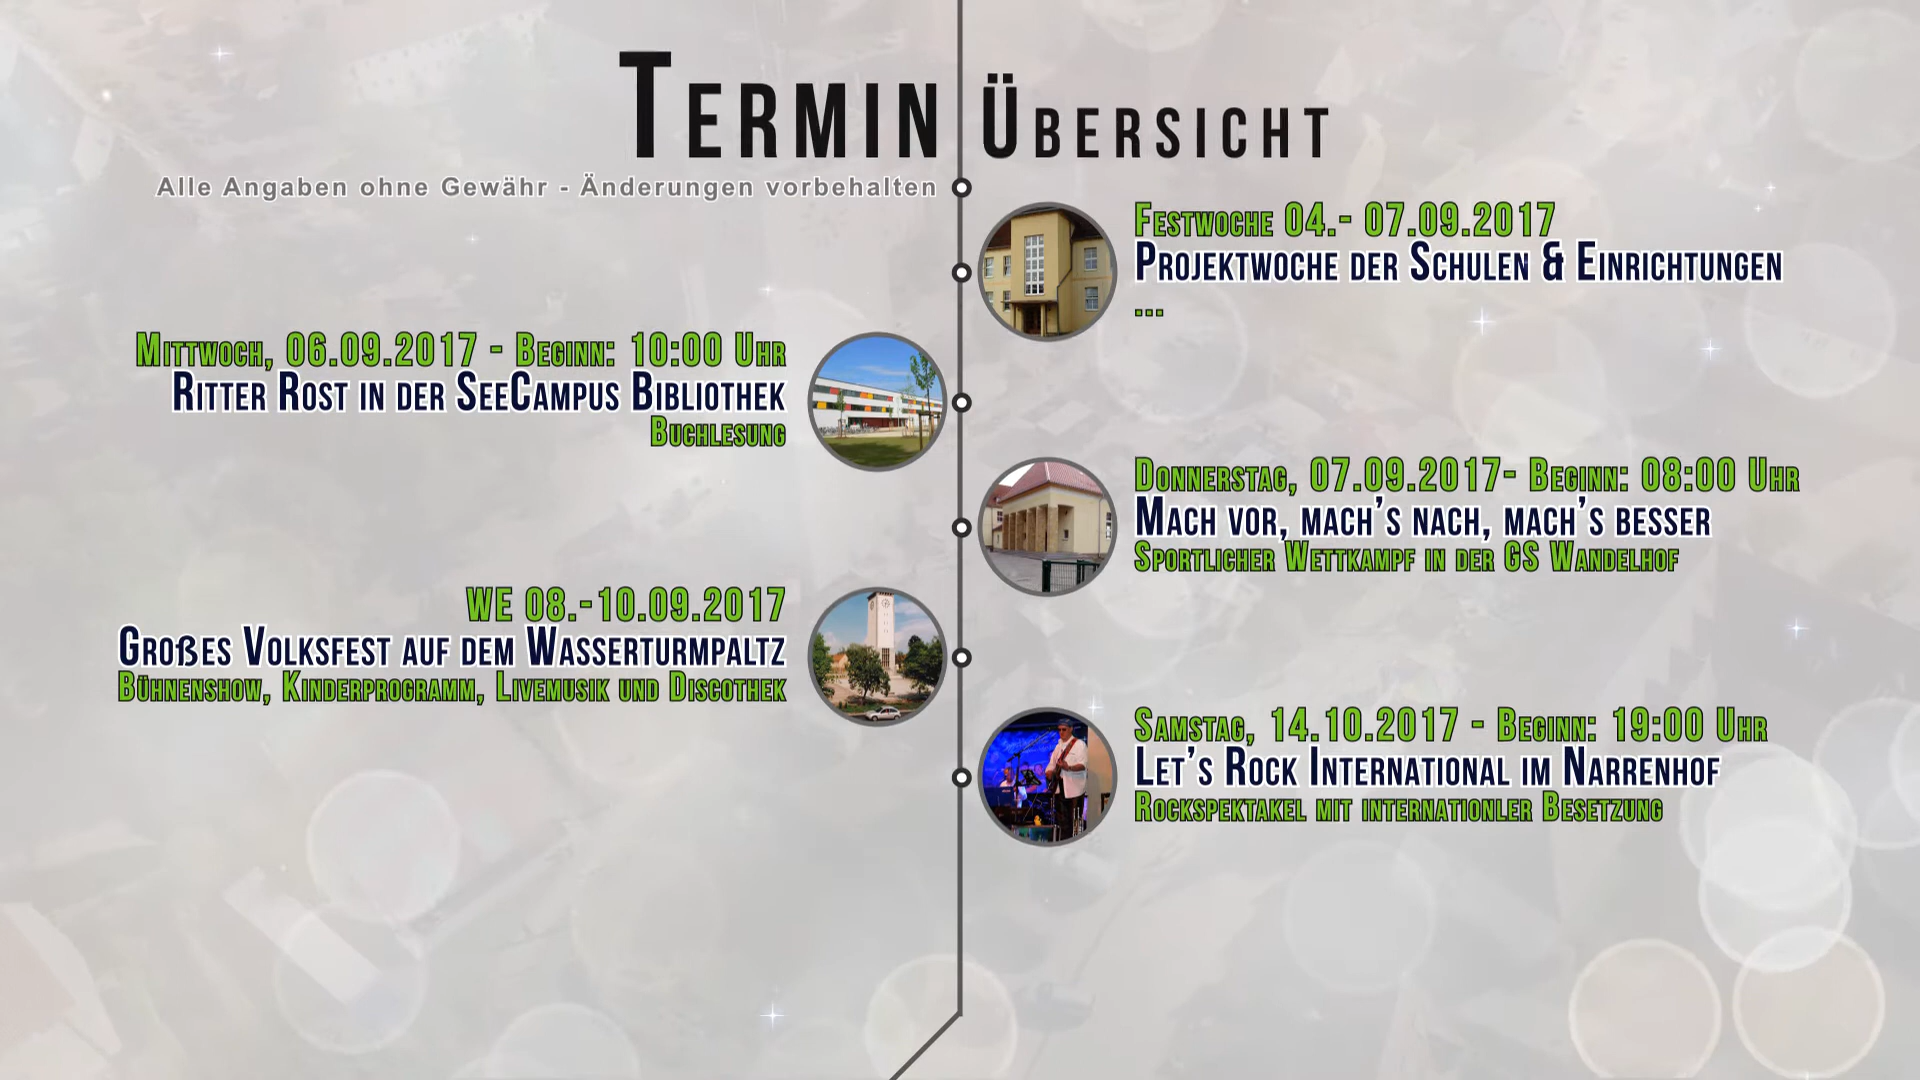 Termin Übersicht
Alle Angaben ohne Gewähr - Änderungen vorbehalten
Festwoche 04.- 07.09.2017
Projektwoche der Schulen & Einrichtungen
...
Mittwoch, 06.09.2017 - Beginn: 10:00 Uhr
Ritter Rost in der SeeCampus Bibliothek
Buchlesung
Donnerstag, 07.09.2017- Beginn: 08:00 Uhr
Mach vor, mach's nach, mach's besser
Sportlicher Wettkampf in der GS Wandelhof
WE 08.-10.09.2017
Großes Volksfest auf dem Wasserturmpaltz
Bühnenshow, Kinderprogramm, Livemusik und Discothek
Samstag, 14.10.2017 - Beginn: 19:00 Uhr
Let's Rock International im Narrenhof
Rockspektakel mit internationler Besetzung